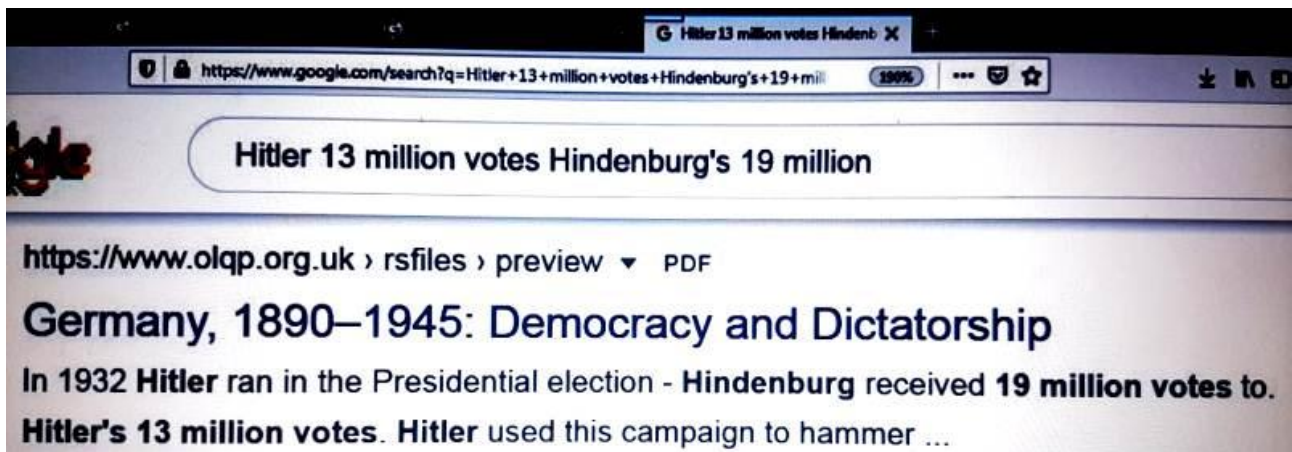 G Hitler 13 million votes Hindenb
https://www.google.com/search?q=Hitler+13+million+votes+Hindenburg's+19+mil
gle
Hitler 13 million votes Hindenburg's 19 million
https://www.olqp.org.uk › rsfiles › preview ▼ PDF
Germany, 1890–1945: Democracy and Dictatorship
In 1932 Hitler ran in the Presidential election - Hindenburg received 19 million votes to.
Hitler's 13 million votes. Hitler used this campaign to hammer ...